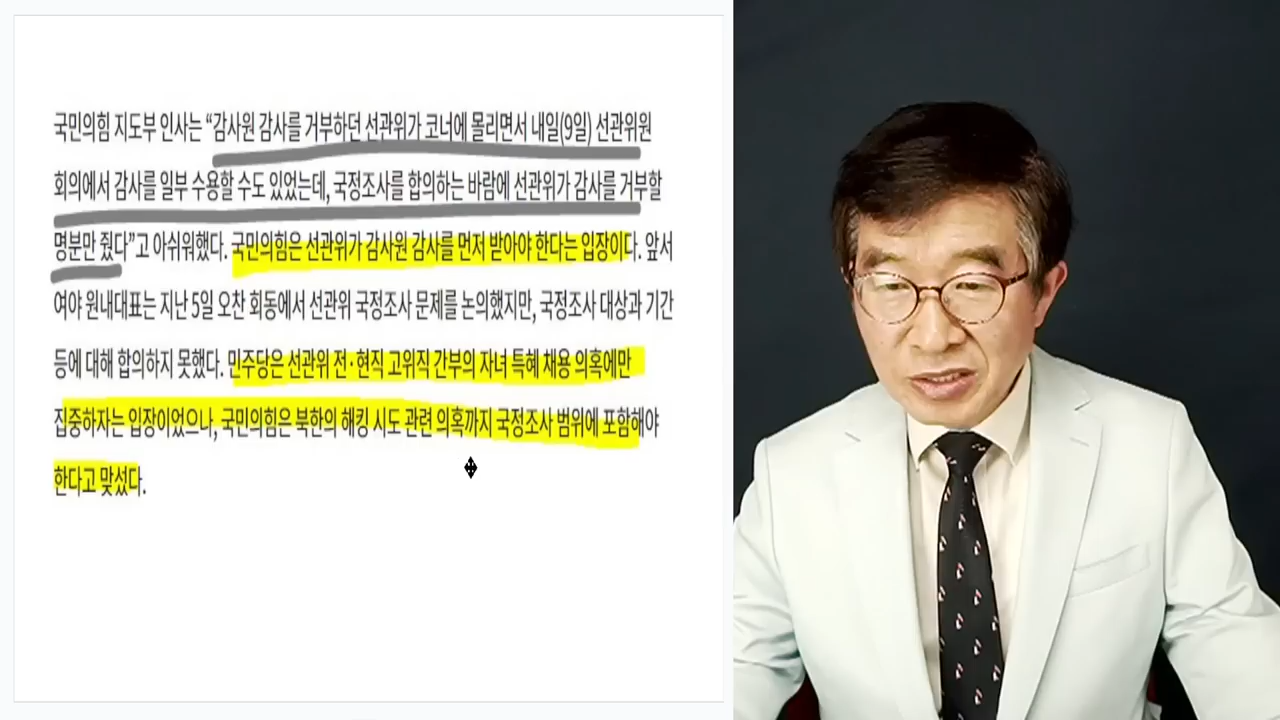 국민의힘 지도부 인사는 “감사원 감사를 거부하던 선관위가 코너에 몰리면서 내일(9일) 선관위원
회의에서 감사를 일부 수용할 수도 있었는데, 국정조사를 합의하는 바람에 선관위가 감사를 거부할
명분만 줬다”고 아쉬워했다. 국민의힘은 선관위가 감사원 감사를 먼저 받아야 한다는 입장이다. 앞서
여야 원내대표는 지난 5일 오찬 회동에서 선관위 국정조사 문제를 논의했지만, 국정조사 대상과 기간
등에 대해 합의하지 못했다. 민주당은 선관위 전·현직 고위직 간부의 자녀 특혜 채용 의혹에만
집중하자는 입장이었으나, 국민의힘은 북한의 해킹 시도 관련 의혹까지 국정조사 범위에 포함해야
한다고 맞섰다.